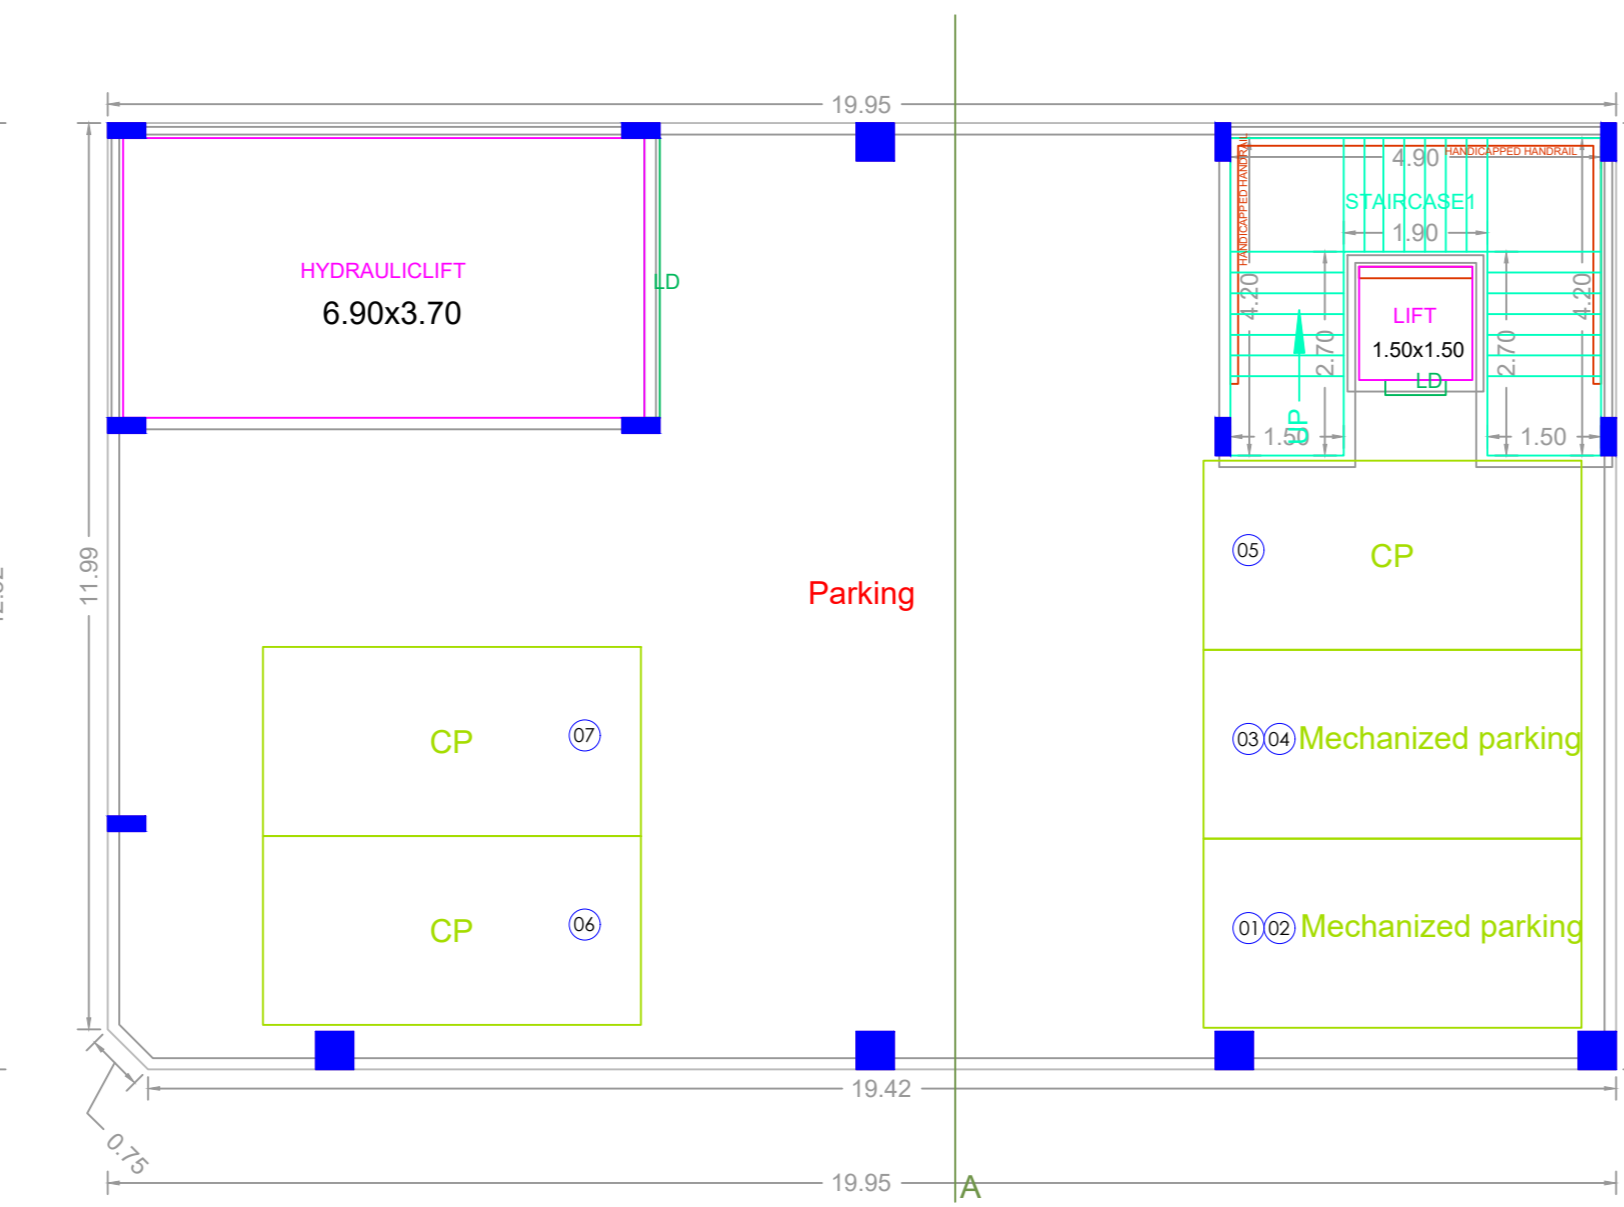 19.95
HANDICAPPED HANDRAIL
4.90
HANDICAPPED HANDRAIL
STAIRCASE1
1.90
HYDRAULICLIFT
6.90x3.70
LD
4.20
2.70
LIFT
1.50x1.50
LD
2.70
4.20
UP
1.50
1.50
11.99
05
CP
Parking
CP
07
03
04
Mechanized parking
CP
06
01
02
Mechanized parking
19.42
0.75
19.95
A